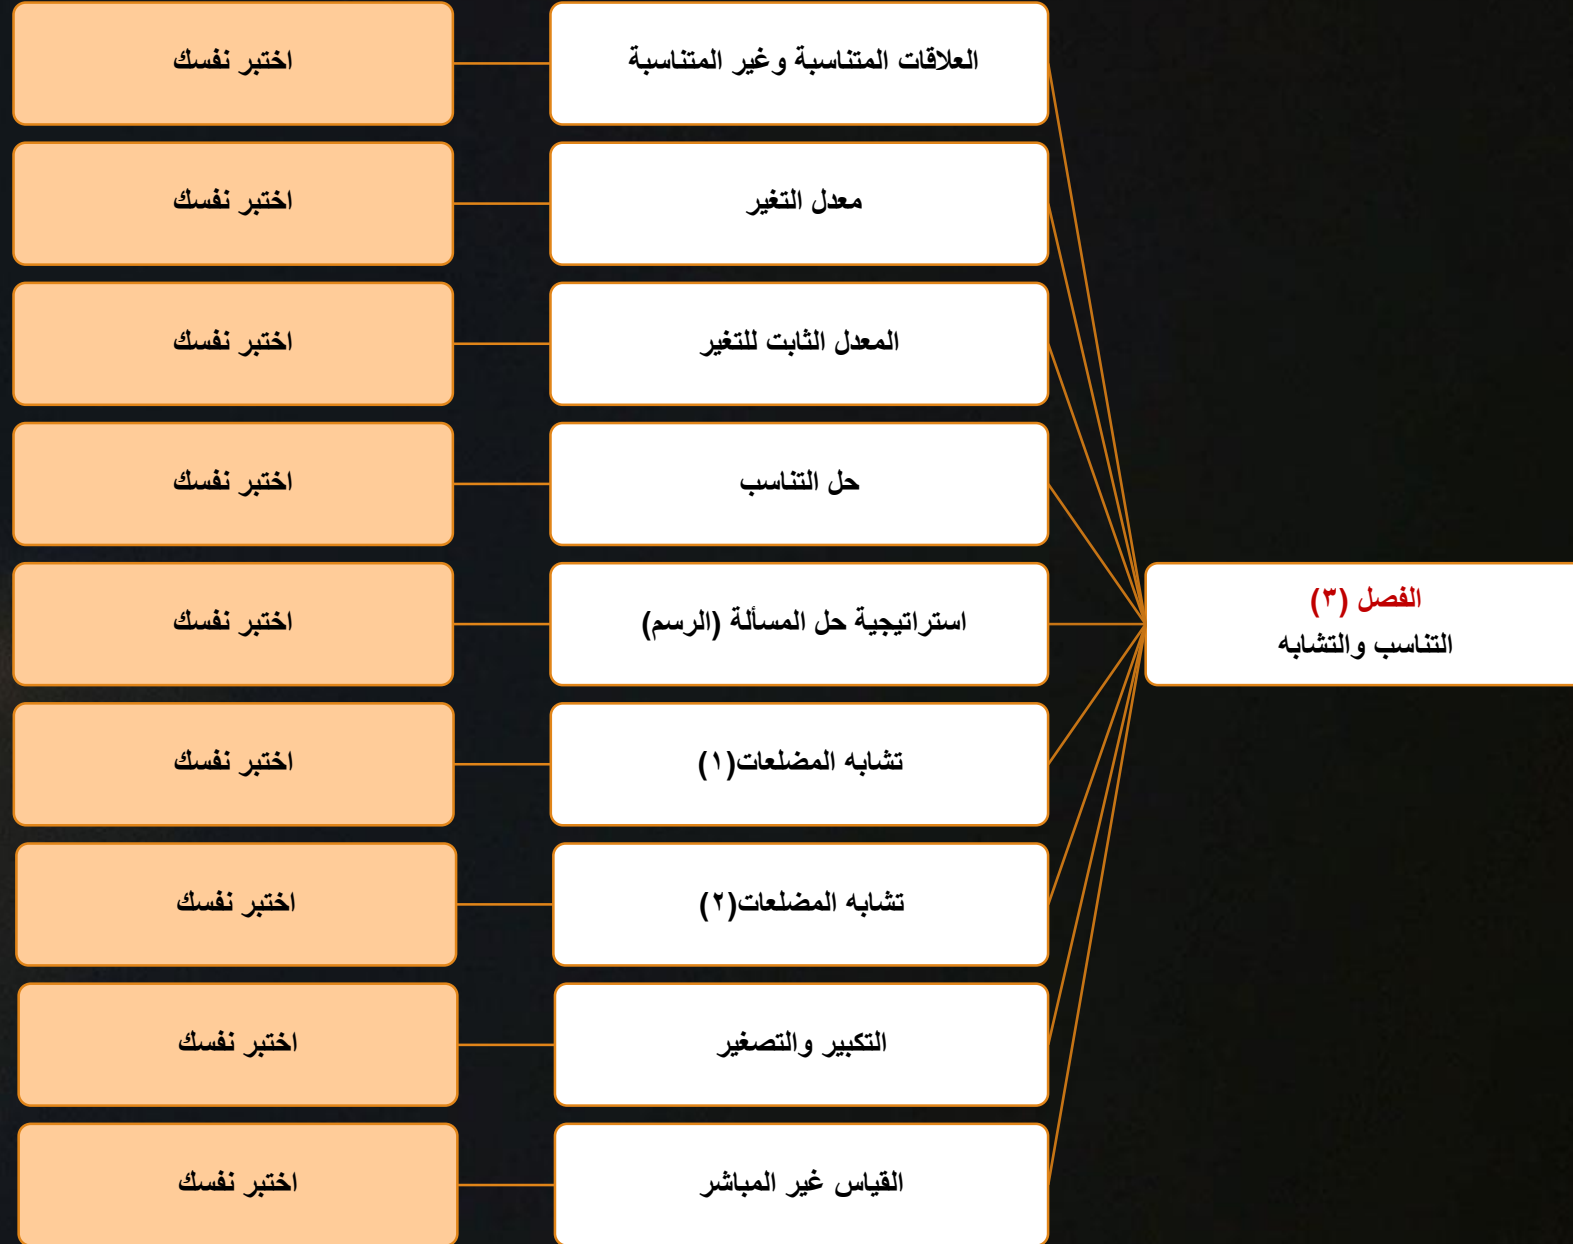 الفصل (٣)
التناسب والتشابه
العلاقات المتناسبة وغير المتناسبة
اختبر نفسك
معدل التغير
اختبر نفسك
المعدل الثابت للتغير
اختبر نفسك
حل التناسب
اختبر نفسك
استراتيجية حل المسألة (الرسم)
اختبر نفسك
تشابه المضلعات(١)
اختبر نفسك
تشابه المضلعات(٢)
اختبر نفسك
التكبير والتصغير
اختبر نفسك
القياس غير المباشر
اختبر نفسك